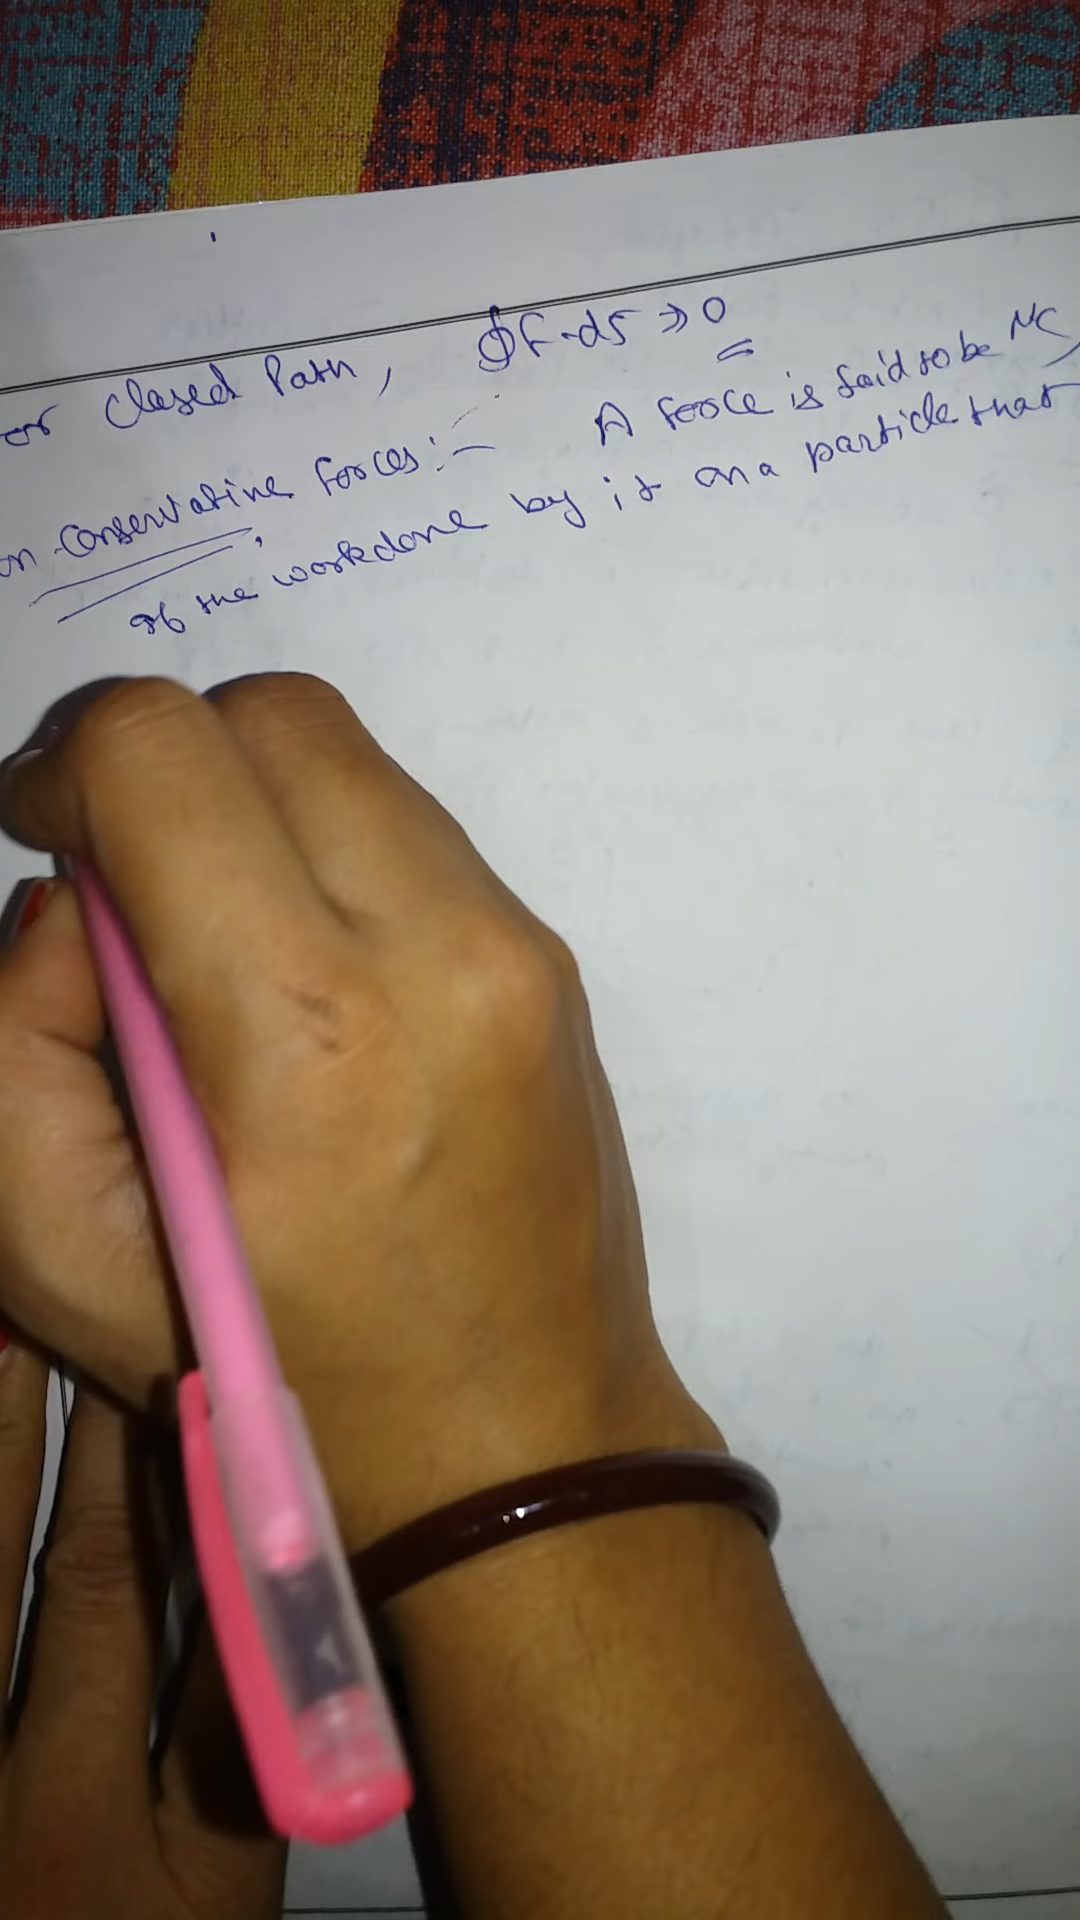 or Closed Path, ∮F.ds ⇒ 0
on-Conservative forces:- A force is said to be NC,
if the workdone by it on a particle that